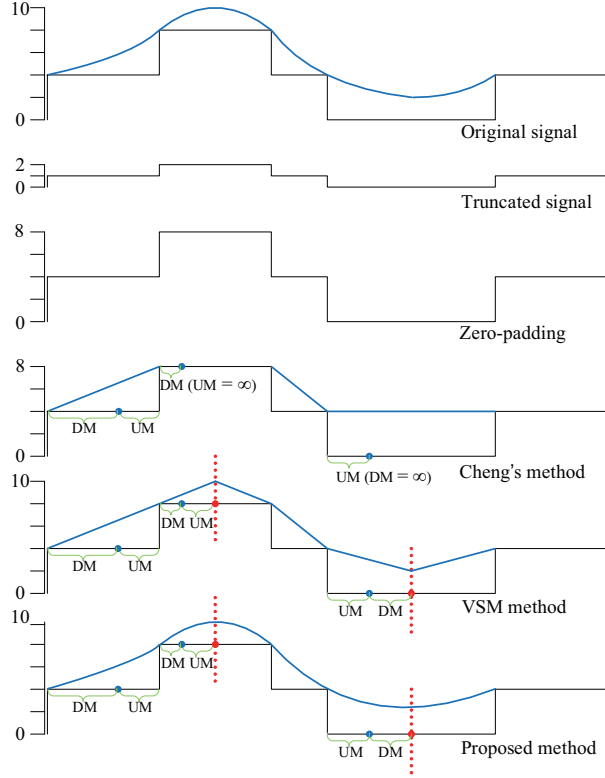 10
0
Original signal
2
0
Truncated signal
8
0
Zero-padding
8
DM (UM = ∞)
DM UM
0
UM (DM = ∞)
Cheng's method
10
DM UM
DM UM
0
UM DM
VSM method
10
DM UM
DM UM
0
UM DM
Proposed method